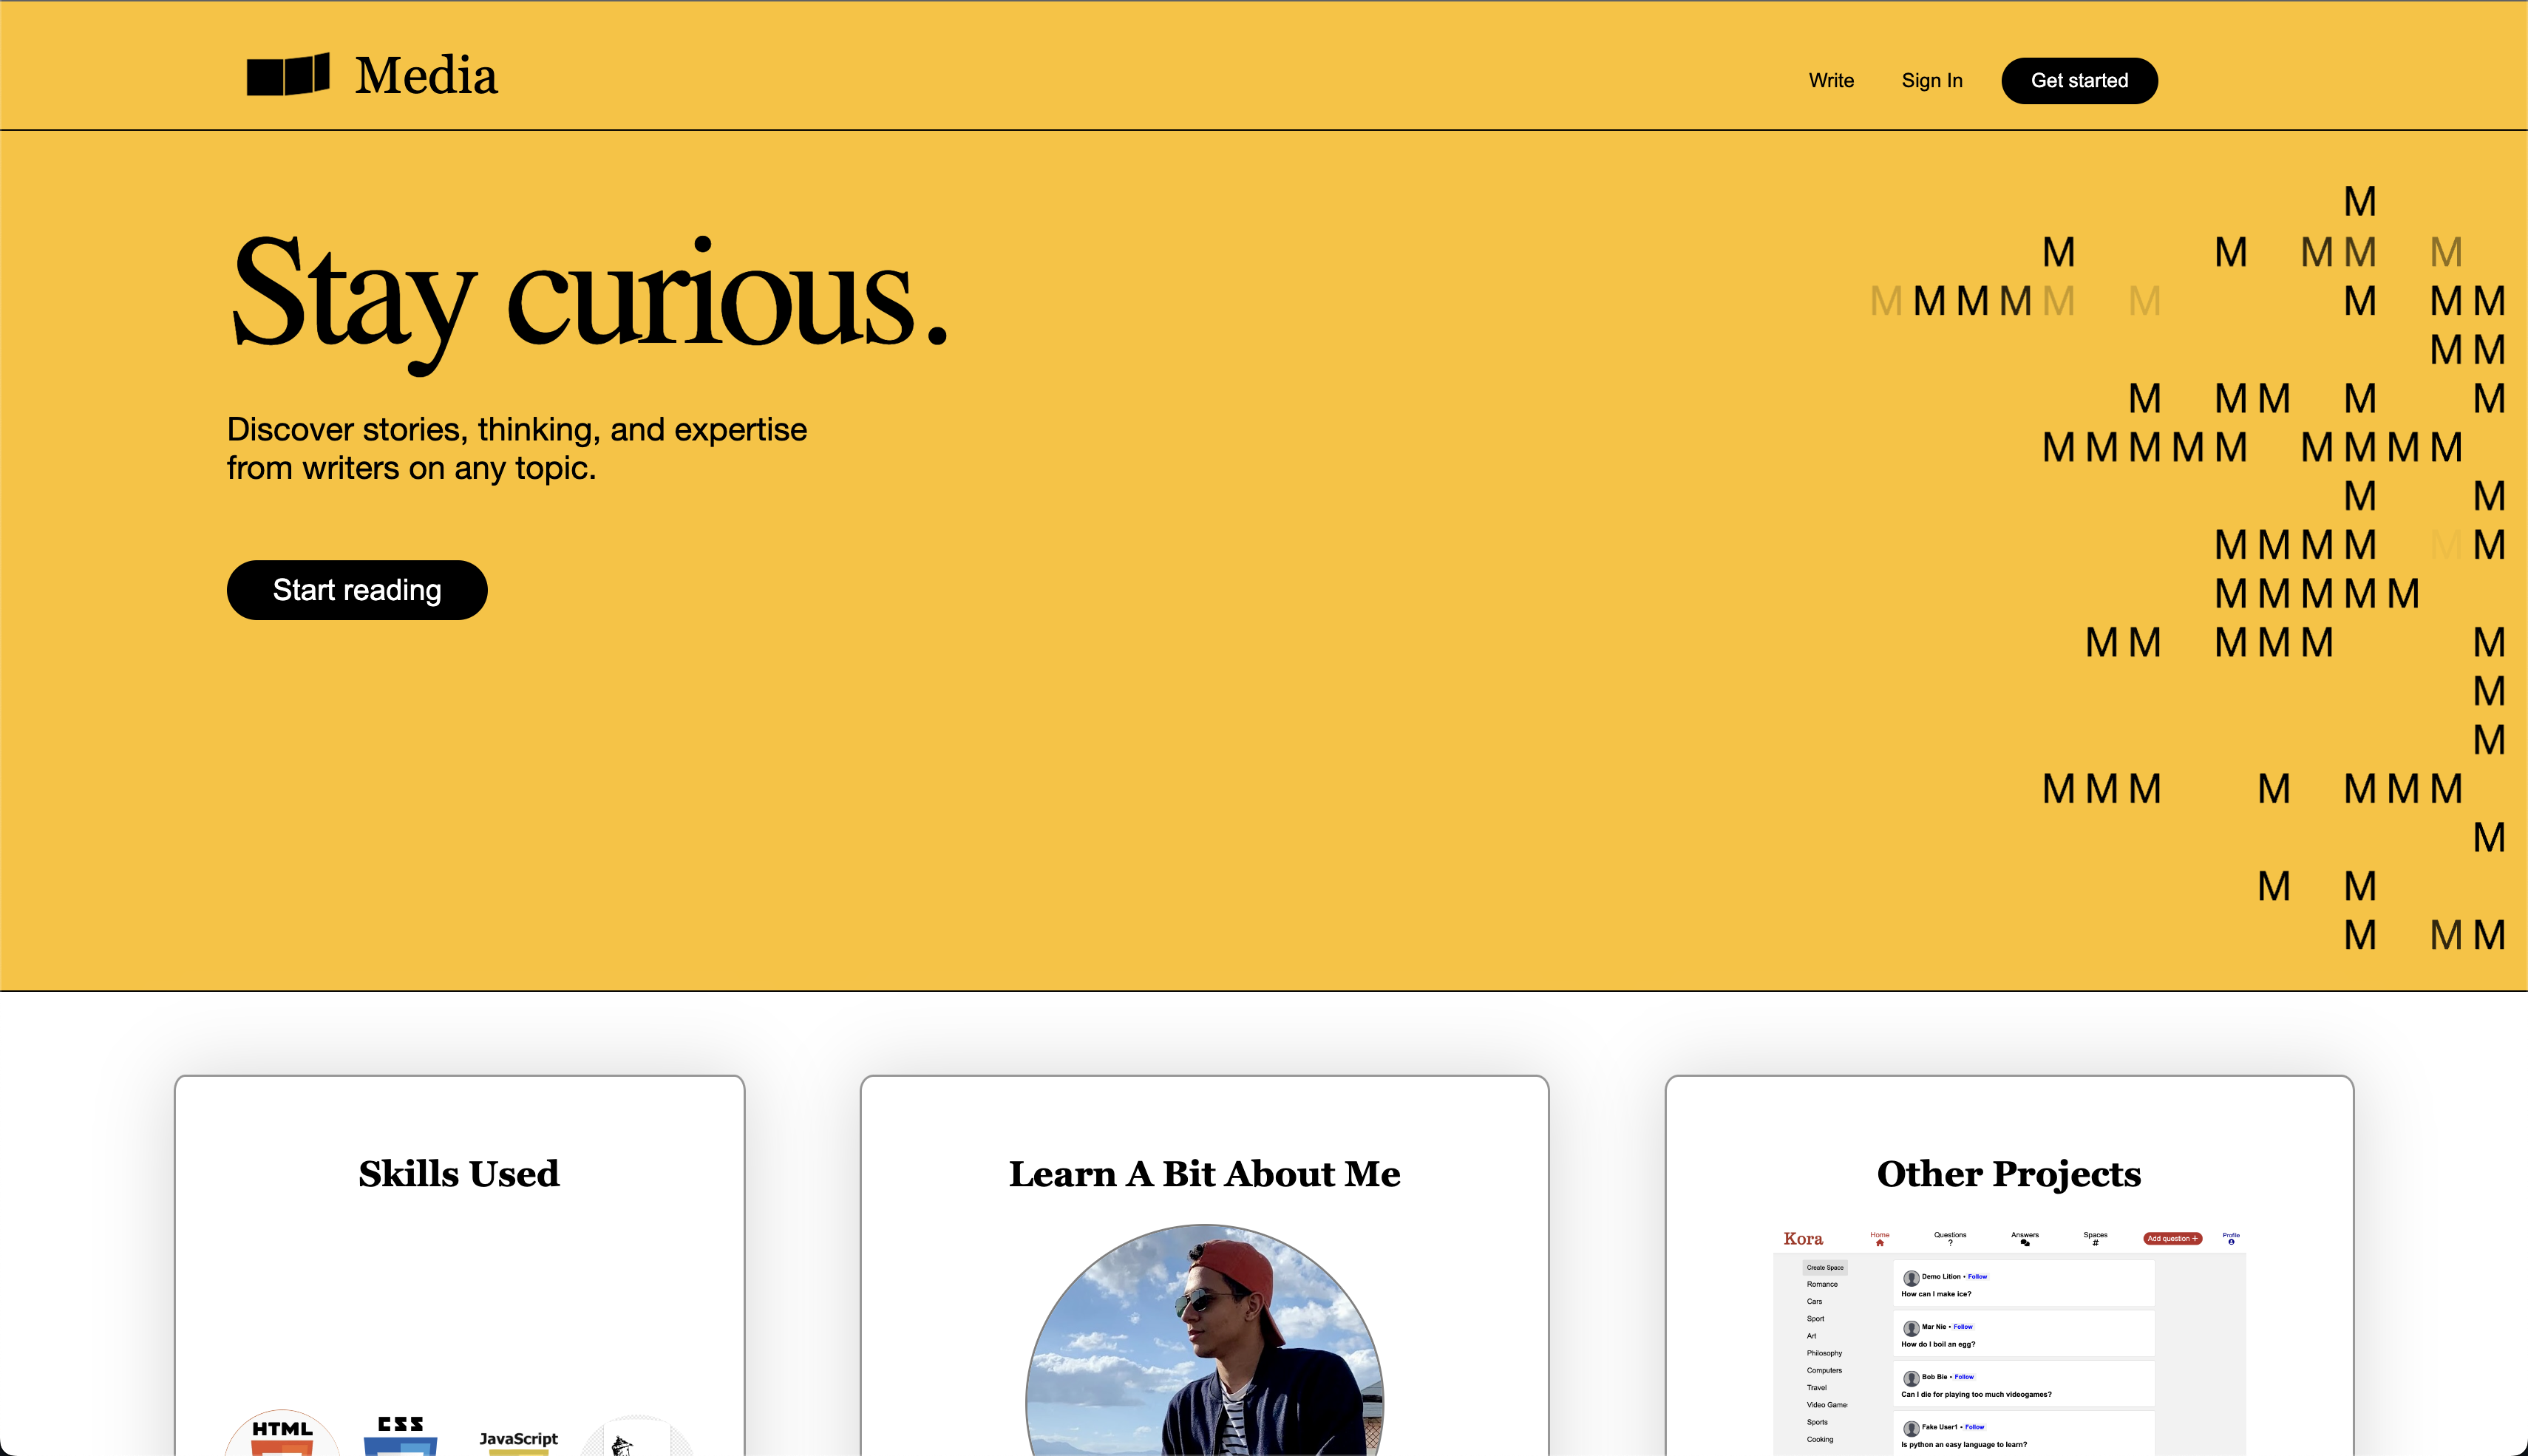 Media
Write Sign In Get started
Stay curious.
Discover stories, thinking, and expertise
from writers on any topic.
Start reading
M
M M M M M
M M M M M M M M M
M M
M M M M M
M M M M M M M M M
M M
M M M M M M
M M M M M
M M M M M M
M
M
M M M M M M M
M
M M
M M M
Skills Used
HTML
CSS
JavaScript
Learn A Bit About Me
Other Projects
Kora Home Questions Answers Spaces Add question + Profile
? #
Create Space
Romance
Cars
Sport
Art
Philosophy
Computers
Travel
Video Game
Sports
Cooking
Demo Lition • Follow
How can I make ice?
Mar Nie • Follow
How do I boil an egg?
Bob Bie • Follow
Can I die for playing too much videogames?
Fake User1 • Follow
Is python an easy language to learn?